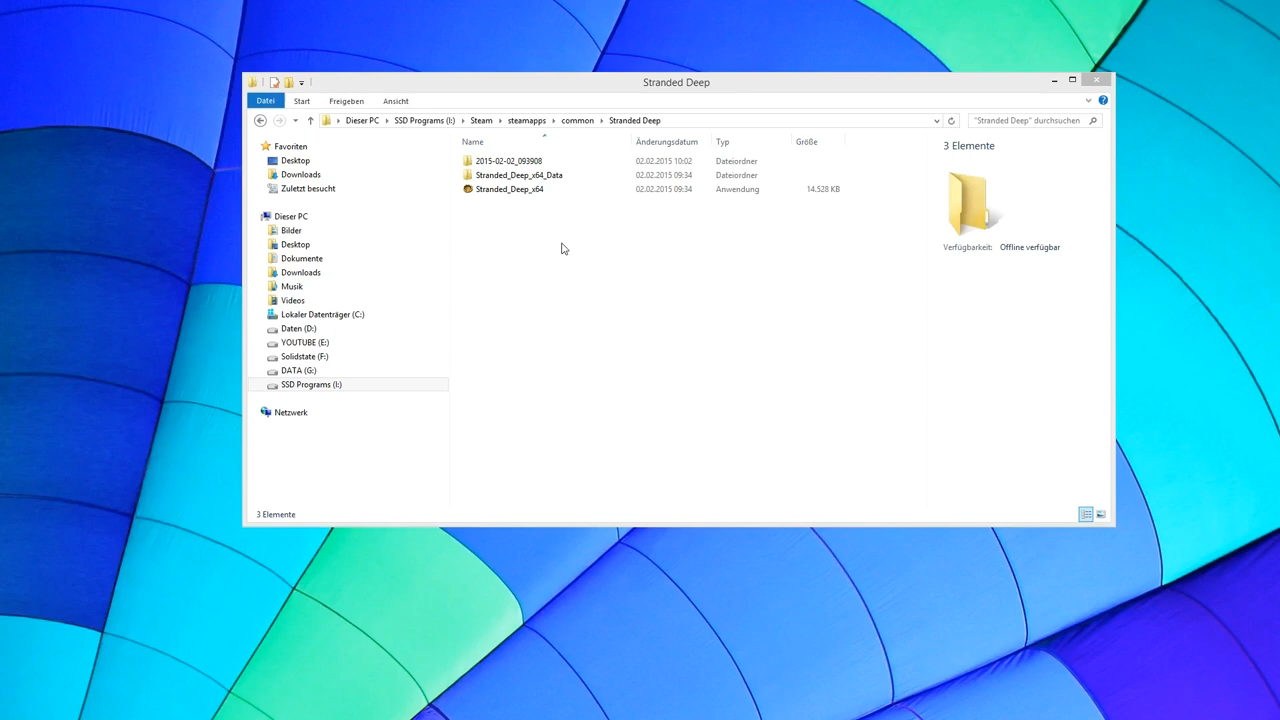 Stranded Deep
Datei Start Freigeben Ansicht
Dieser PC SSD Programs (I:) Steam steamapps common Stranded Deep "Stranded Deep" durchsuchen
Name Änderungsdatum Typ Größe
2015-02-02_093908 02.02.2015 10:02 Dateiordner
Stranded_Deep_x64_Data 02.02.2015 09:34 Dateiordner
Stranded_Deep_x64 02.02.2015 09:34 Anwendung 14.528 KB
Favoriten
Desktop
Downloads
Zuletzt besucht
Dieser PC
Bilder
Desktop
Dokumente
Downloads
Musik
Videos
Lokaler Datenträger (C:)
Daten (D:)
YOUTUBE (E:)
Solidstate (F:)
DATA (G:)
SSD Programs (I:)
Netzwerk
3 Elemente
Verfügbarkeit: Offline verfügbar
3 Elemente